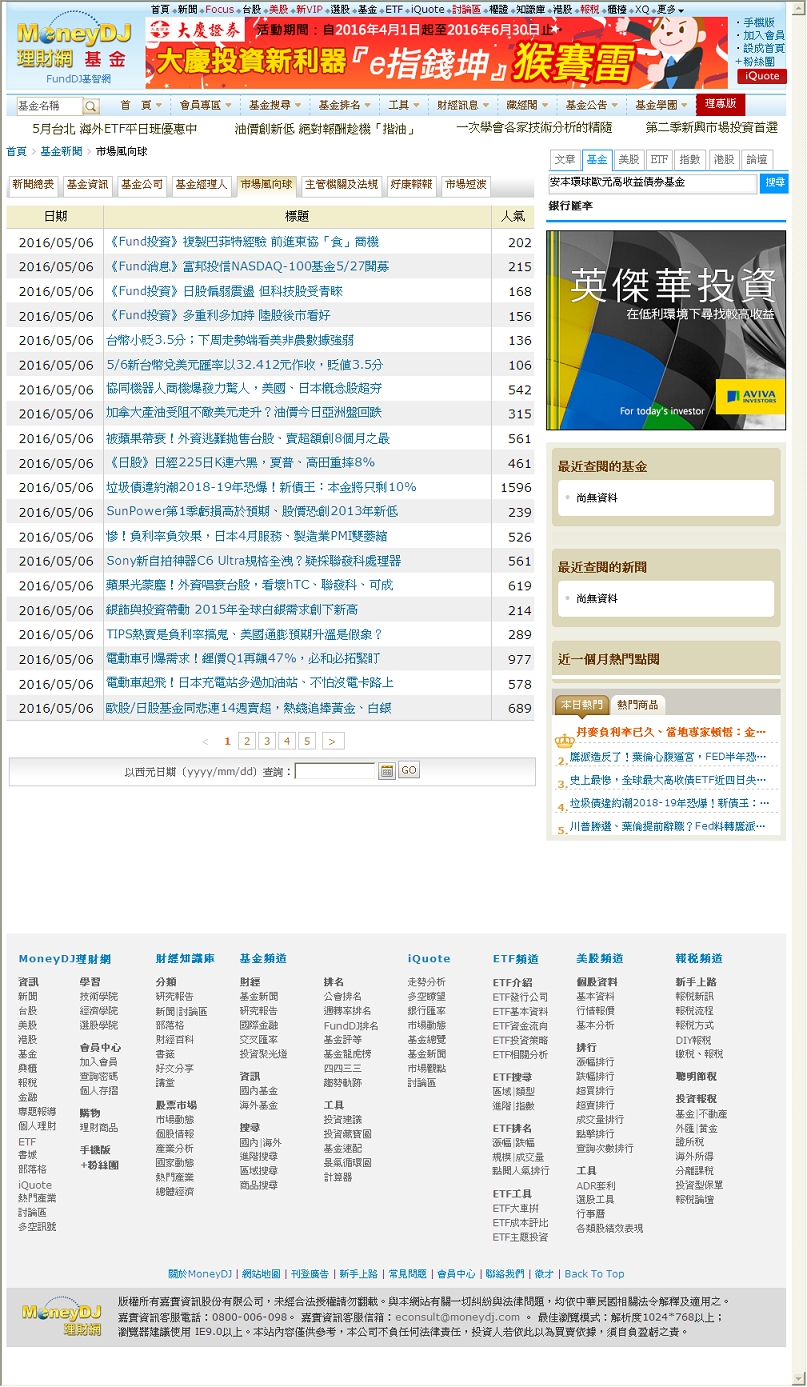 首頁 新聞 Focus 台股 美股 新VIP 選股 基金 ETF iQuote 討論區 權證 知識庫 港股 報稅 櫃檯 XQ 更多
MoneyDJ
理財網 基金
FundDJ基智網
大慶證券 活動期間：自2016年4月1日起至2016年6月30日止
大慶投資新利器『e指錢坤』猴賽雷
手機版
加入會員
設成首頁
+粉絲團
iQuote
基金名稱 首 頁 會員專區 基金搜尋 基金排名 工具 財經訊息 藏經閣 基金公告 基金學園 理專版
5月台北 海外ETF平日班優惠中 油價創新低 絕對報酬趁機「揩油」 一次學會各家技術分析的精隨 第二季新興市場投資首選
首頁 > 基金新聞 > 市場風向球
文章 基金 美股 ETF 指數 港股 論壇
安本環球歐元高收益債券基金 搜尋
銀行匯率
新聞總表 基金資訊 基金公司 基金經理人 市場風向球 主管機關及法規 好康報報 市場短波
日期 標題 人氣
2016/05/06 《Fund投資》複製巴菲特經驗 前進東協「食」商機 202
2016/05/06 《Fund消息》富邦投信NASDAQ-100基金5/27開募 215
2016/05/06 《Fund投資》日股偏弱震盪 但科技股受青睞 168
2016/05/06 《Fund投資》多重利多加持 陸股後市看好 156
2016/05/06 台幣小貶3.5分；下周走勢端看美非農數據強弱 136
2016/05/06 5/6新台幣兌美元匯率以32.412元作收，貶值3.5分 106
2016/05/06 協同機器人商機爆發力驚人，美國、日本概念股超夯 542
2016/05/06 加拿大產油受阻不敵美元走升？油價今日亞洲盤回跌 315
2016/05/06 被蘋果帶衰！外資逃難拋售台股、賣超額創8個月之最 561
2016/05/06 《日股》日經225日K連六黑，夏普、高田重摔8% 461
2016/05/06 垃圾債違約潮2018-19年恐爆！新債王：本金將只剩10% 1596
2016/05/06 SunPower第1季虧損高於預期、股價恐創2013年新低 239
2016/05/06 慘！負利率負效果，日本4月服務、製造業PMI雙萎縮 526
2016/05/06 Sony新自拍神器C6 Ultra規格全洩？疑採聯發科處理器 561
2016/05/06 蘋果光蒙塵！外資唱衰台股，看壞hTC、聯發科、可成 619
2016/05/06 銀飾與投資帶動 2015年全球白銀需求創下新高 214
2016/05/06 TIPS熱賣是負利率搞鬼、美國通膨預期升溫是假象？ 289
2016/05/06 電動車引爆需求！鋰價Q1再飆47%，必和必拓緊盯 977
2016/05/06 電動車起飛！日本充電站多過加油站、不怕沒電卡路上 578
2016/05/06 歐股/日股基金同悲連14週賣超，熱錢追捧黃金、白銀 689
< 1 2 3 4 5 >
以西元日期（yyyy/mm/dd）查詢： GO
英傑華投資
在低利環境下尋找較高收益
For today's investor
AVIVA INVESTORS
最近查閱的基金
尚無資料
最近查閱的新聞
尚無資料
近一個月熱門點閱
本日熱門 熱門商品
丹麥負利率已久、當地專家頓悟：金…
2. 鷹派造反了！葉倫心腹逼宮，FED半年恐…
3. 史上最慘，全球最大高收債ETF近四日失…
4. 垃圾債違約潮2018-19年恐爆！新債王：…
5. 川普勝選、葉倫提前辭職？Fed料轉鷹派…
MoneyDJ理財網
資訊
新聞
台股
美股
港股
基金
興櫃
報稅
金融
專題報導
個人理財
ETF
書城
部落格
iQuote
熱門產業
討論區
多空訊號
學習
技術學院
經濟學院
選股學院
會員中心
加入會員
查詢密碼
個人存摺
購物
理財商品
手機版
+粉絲團
財經知識庫
分類
研究報告
新聞|討論區
部落格
財經百科
書籤
好文分享
講堂
股票市場
市場動態
個股情報
產業分析
國家動態
熱門產業
總體經濟
基金頻道
財經
基金新聞
研究報告
國際金融
交叉匯率
投資聚光燈
資訊
國內基金
海外基金
搜尋
國內|海外
進階搜尋
區域搜尋
商品搜尋
排名
公會排名
週轉率排名
FundDJ排名
基金評等
基金龍虎榜
四四三三
趨勢軌跡
工具
投資建議
投資藏寶圖
基金速配
景氣循環圖
計算器
iQuote
走勢分析
多空瞭望
銀行匯率
市場動態
基金總覽
基金新聞
市場觀點
討論區
ETF頻道
ETF介紹
ETF發行公司
ETF基本資料
ETF資金流向
ETF投資策略
ETF相關分析
ETF搜尋
區域|類型
進階|指數
ETF排名
漲幅|跌幅
規模|成交量
點閱人氣排行
ETF工具
ETF大車拚
ETF成本評比
ETF主題投資
美股頻道
個股資料
基本資料
行情報價
基本分析
排行
漲幅排行
跌幅排行
超買排行
超賣排行
成交量排行
點擊排行
查詢次數排行
工具
ADR套利
選股工具
行事曆
各類股績效表現
報稅頻道
新手上路
報稅新訊
報稅流程
報稅方式
DIY報稅
繳稅、報稅
聰明節稅
投資報稅
基金|不動產
外匯|黃金
證所稅
海外所得
分離課稅
投資型保單
報稅論壇
關於MoneyDJ | 網站地圖 | 刊登廣告 | 新手上路 | 常見問題 | 會員中心 | 聯絡我們 | 徵才 | Back To Top
MoneyDJ 理財網
版權所有嘉實資訊股份有限公司，未經合法授權請勿翻載。與本網站有關一切糾紛與法律問題，均依中華民國相關法令解釋及適用之。
嘉實資訊客服電話：0800-006-098。 嘉實資訊客服信箱：econsult@moneydj.com 。 最佳瀏覽模式：解析度1024*768以上；
瀏覽器建議使用 IE9.0以上。本站內容僅供參考，本公司不負任何法律責任，投資人若依此以為買賣依據，須自負盈虧之責。